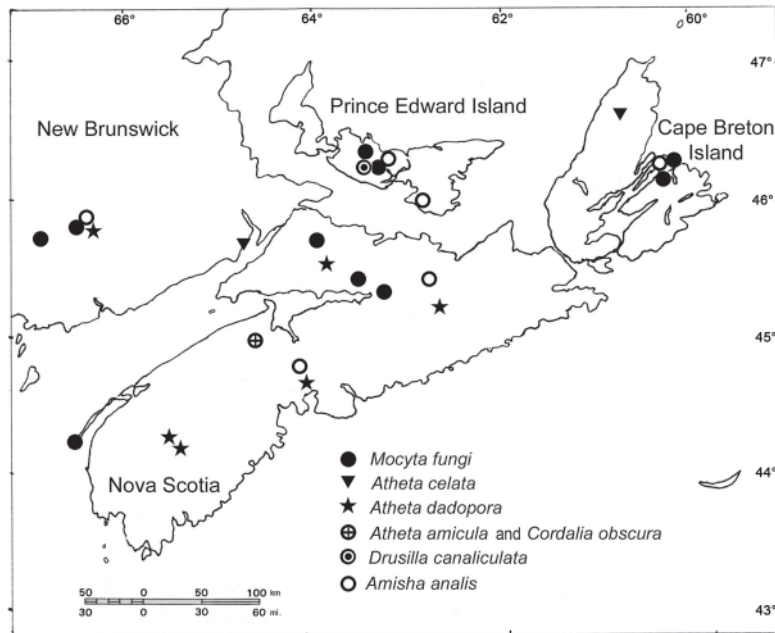 66° 64° 62° 60°
47°
Prince Edward Island
New Brunswick
Cape Breton
Island
46°
45°
44°
Nova Scotia
Mocyta fungi
Atheta celata
Atheta dadopora
Atheta amicula and Cordalia obscura
Drusilla canaliculata
Amisha analis
50 0 50 100 km
30 0 30 60 mi.
43°